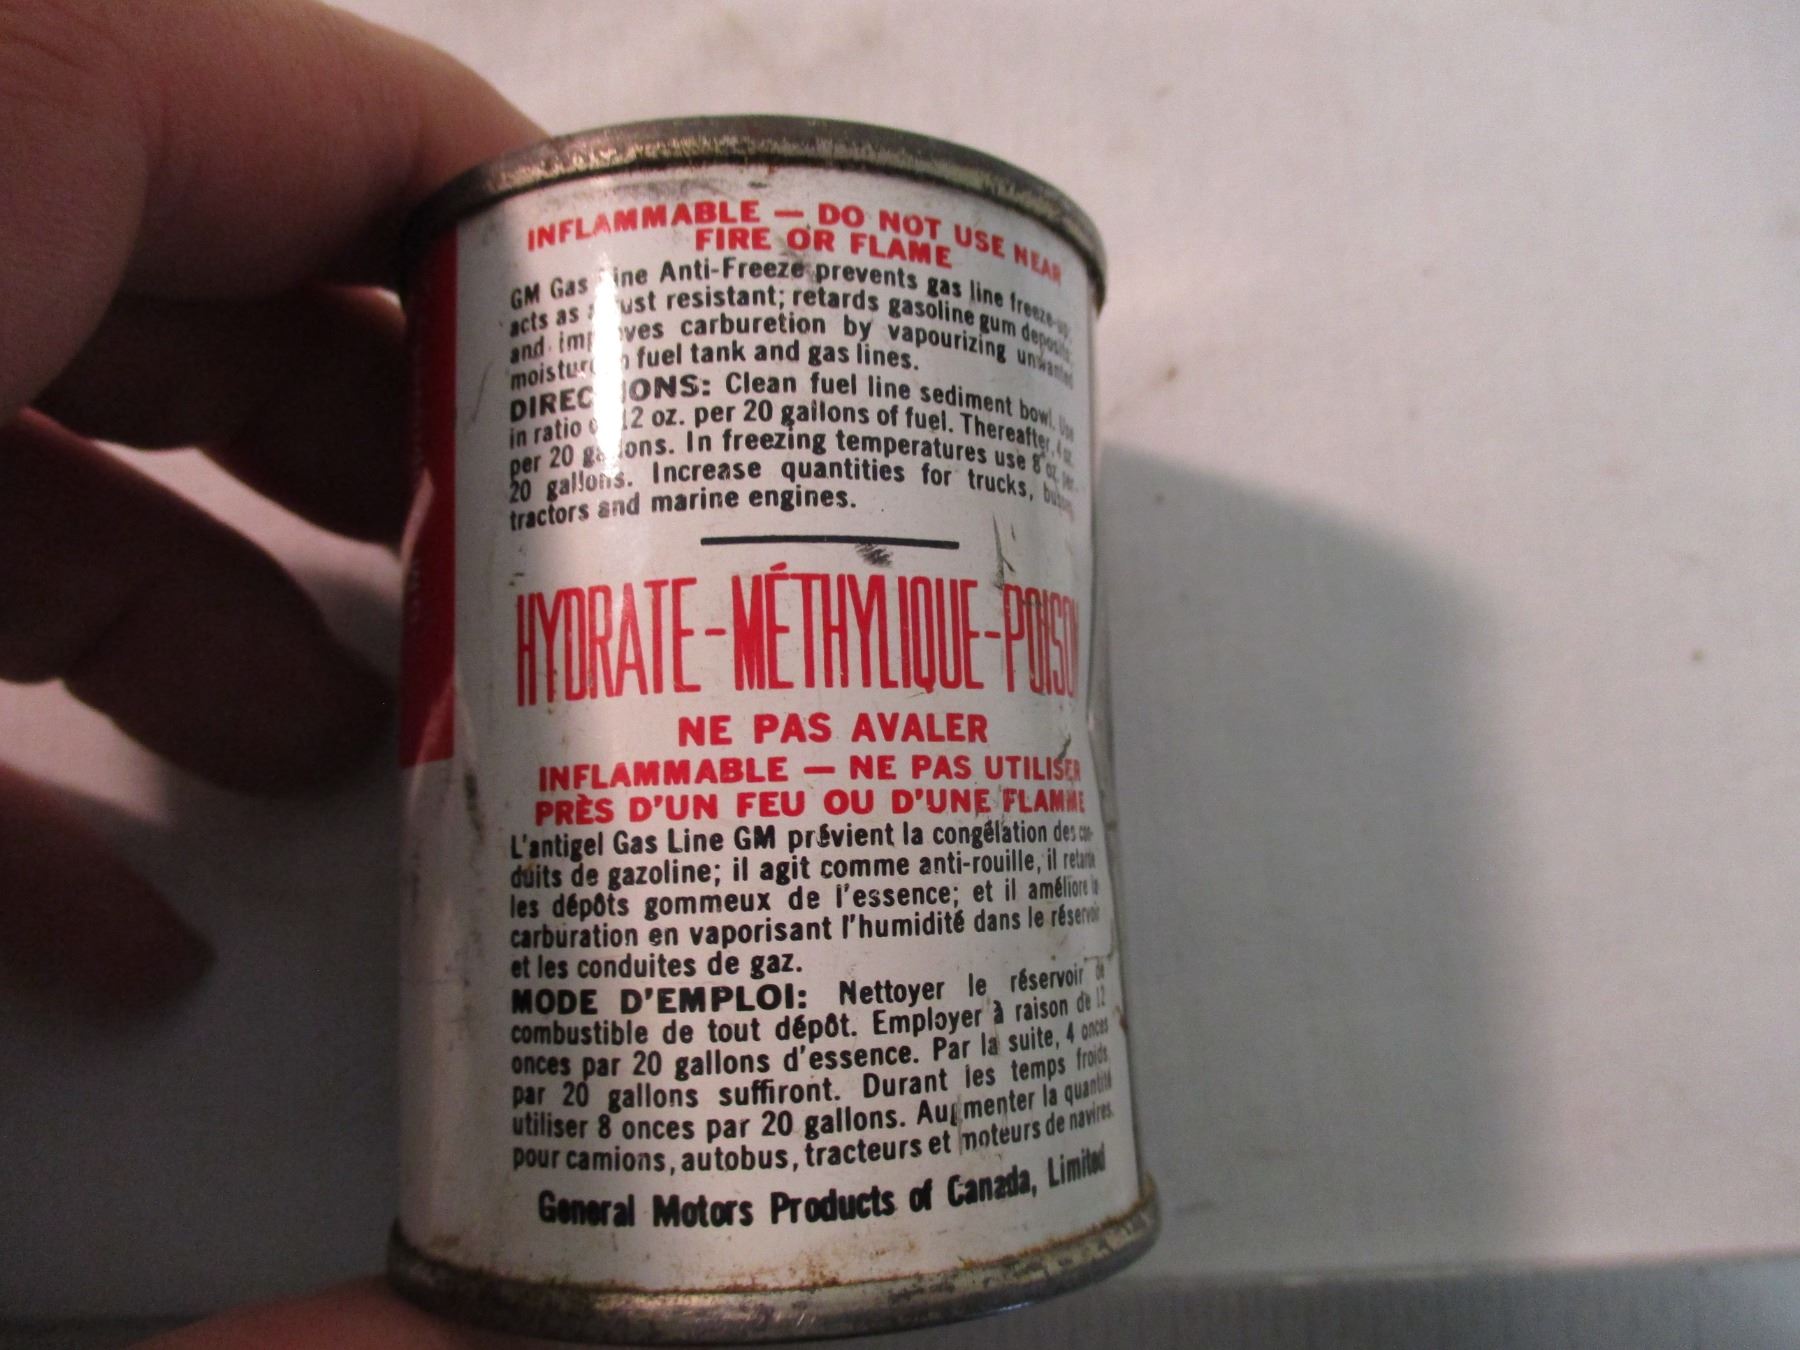 INFLAMMABLE — DO NOT USE NEAR
FIRE OR FLAME
GM Gas Line Anti-Freeze prevents gas line freeze-up;
acts as a rust resistant; retards gasoline gum deposits;
and improves carburetion by vapourizing unwanted
moisture in fuel tank and gas lines.
DIRECTIONS: Clean fuel line sediment bowl. Use
in ratio of 12 oz. per 20 gallons of fuel. Thereafter, 4 oz.
per 20 gallons. In freezing temperatures use 8 oz. per
20 gallons. Increase quantities for trucks,
tractors and marine engines.
HYDRATE-MÉTHYLIQUE-POISON
NE PAS AVALER
INFLAMMABLE — NE PAS UTILISER
PRÈS D'UN FEU OU D'UNE FLAMME
L'antigel Gas Line GM prévient la congélation des con-
duits de gazoline; il agit comme anti-rouille, il retarde
les dépôts gommeux de l'essence; et il améliore la
carburation en vaporisant l'humidité dans le réservoir
et les conduites de gaz.
MODE D'EMPLOI: Nettoyer le réservoir de
combustible de tout dépôt. Employer à raison de 12
onces par 20 gallons d'essence. Par la suite, 4 onces
par 20 gallons suffiront. Durant les temps froids
utiliser 8 onces par 20 gallons. Augmenter la quantité
pour camions, autobus, tracteurs et moteurs de navires.
General Motors Products of Canada, Limited